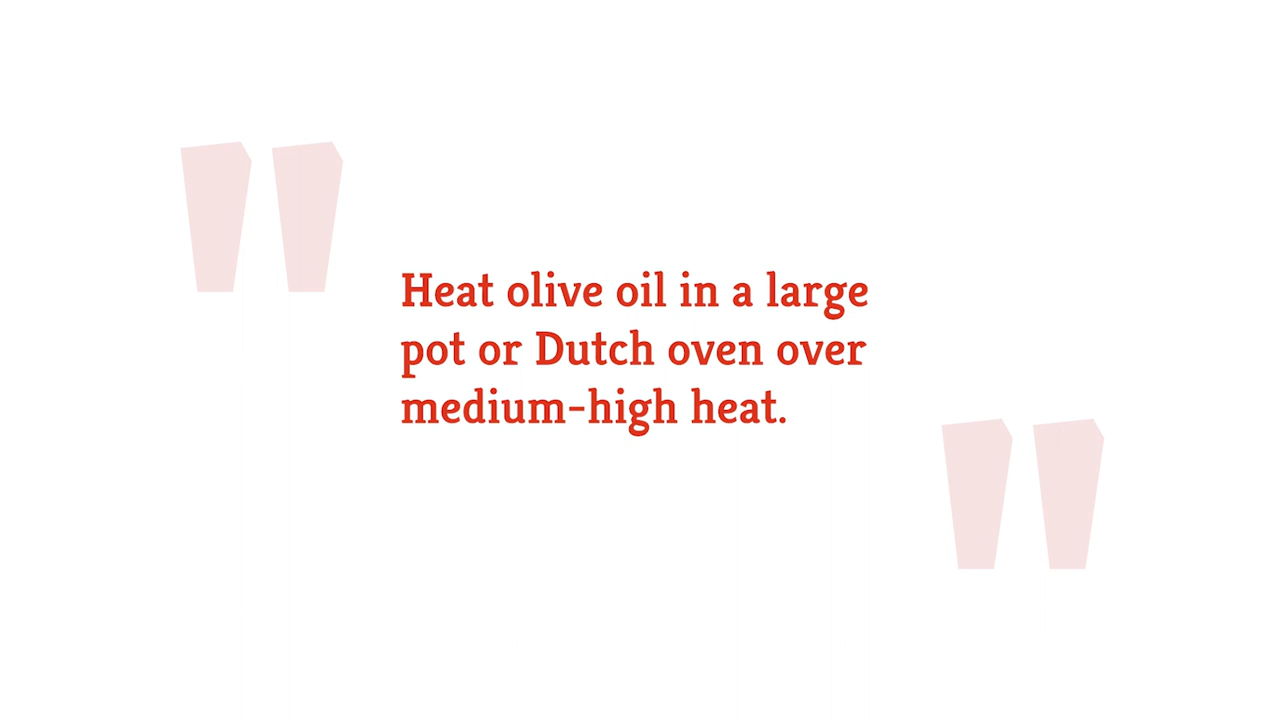 Heat olive oil in a large
pot or Dutch oven over
medium-high heat.